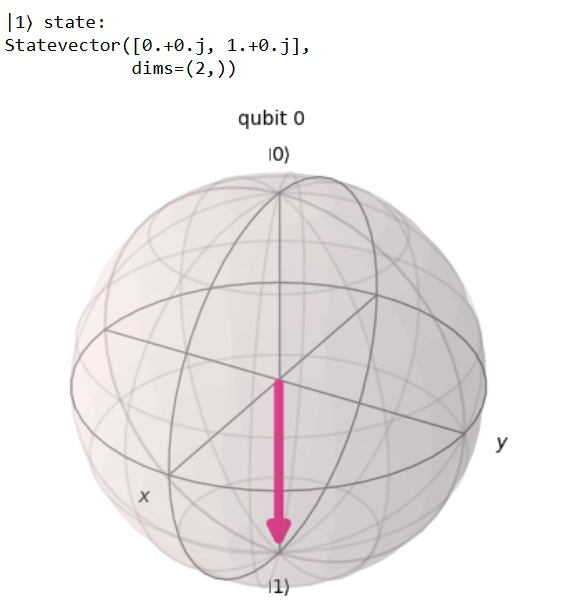 |1⟩ state:
Statevector([0.+0.j, 1.+0.j],
dims=(2,))
qubit 0
|0⟩
y
x
|1⟩